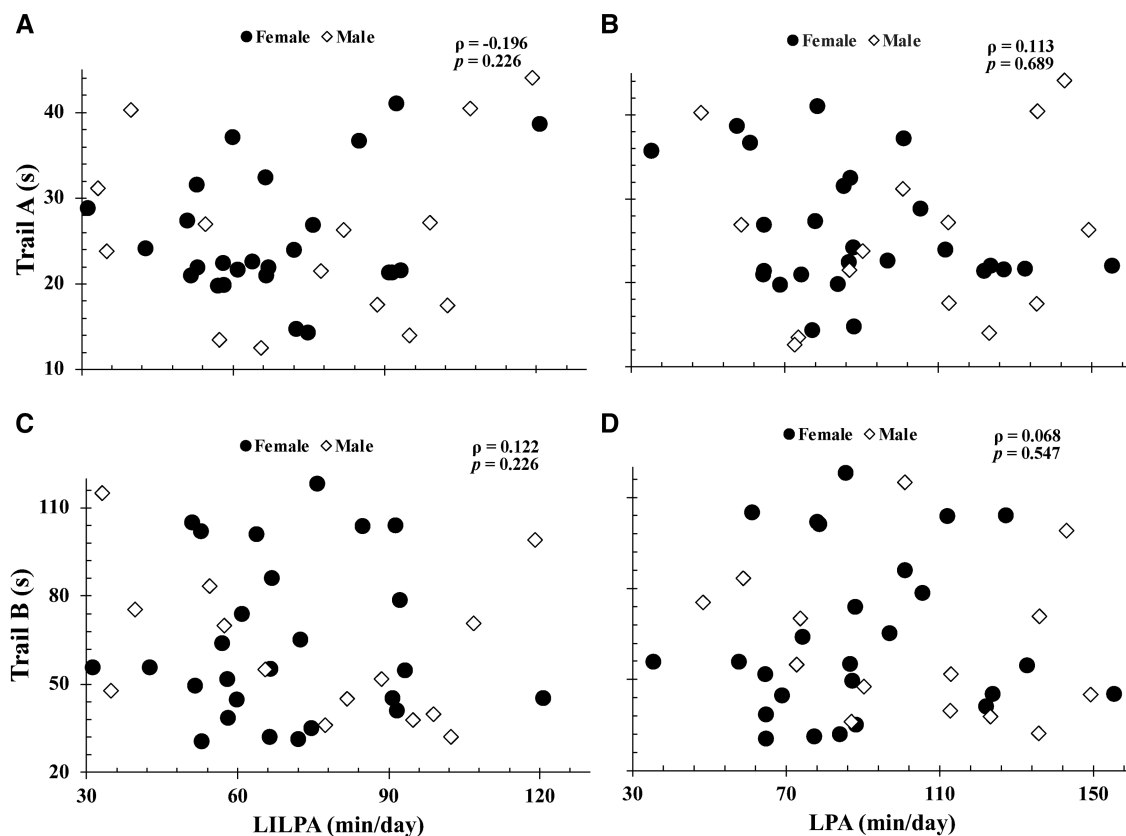 A
Female Male
ρ = -0.196
p = 0.226
Trail A (s)
40
30
20
10
B
Female Male
ρ = 0.113
p = 0.689
C
Female Male
ρ = 0.122
p = 0.226
Trail B (s)
110
80
50
20
30 60 90 120
LILPA (min/day)
D
Female Male
ρ = 0.068
p = 0.547
30 70 110 150
LPA (min/day)